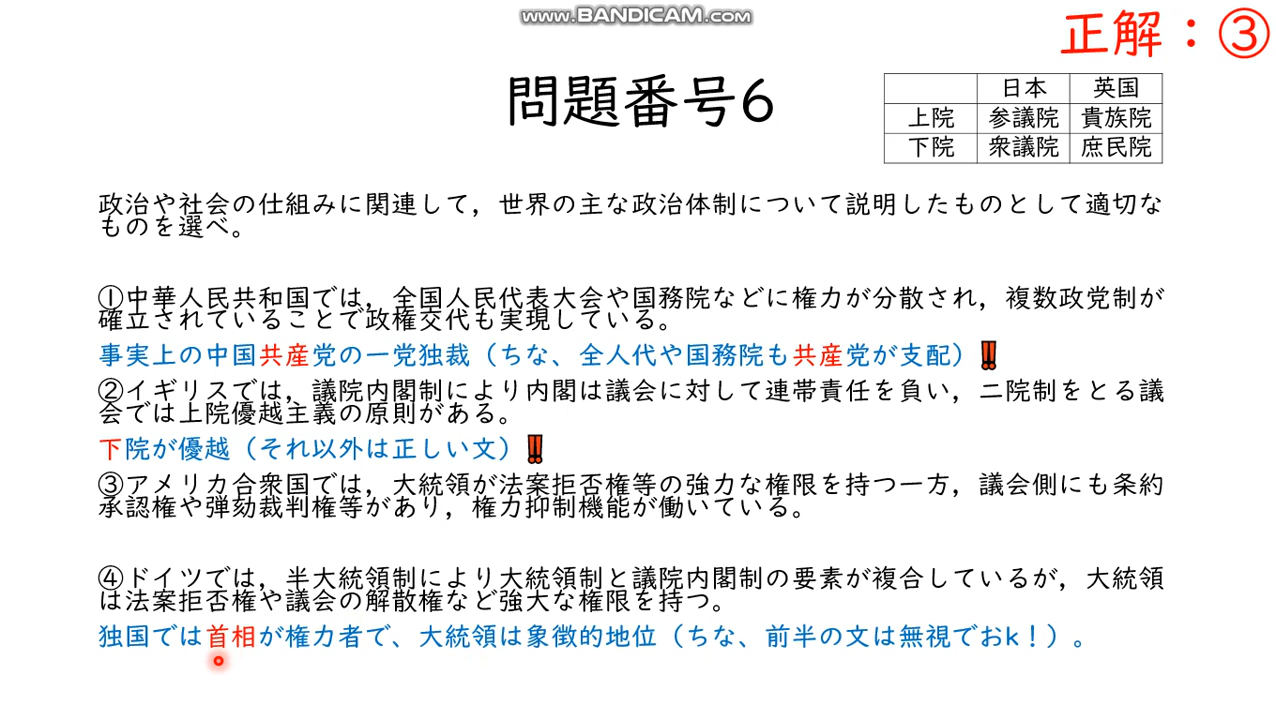 www.BANDICAM.com
正解：③
問題番号6
日本 英国
上院 参議院 貴族院
下院 衆議院 庶民院
政治や社会の仕組みに関連して，世界の主な政治体制について説明したものとして適切な
ものを選べ。
①中華人民共和国では，全国人民代表大会や国務院などに権力が分散され，複数政党制が
確立されていることで政権交代も実現している。
事実上の中国共産党の一党独裁（ちな、全人代や国務院も共産党が支配）‼
②イギリスでは，議院内閣制により内閣は議会に対して連帯責任を負い，二院制をとる議
会では上院優越主義の原則がある。
下院が優越（それ以外は正しい文）‼
③アメリカ合衆国では，大統領が法案拒否権等の強力な権限を持つ一方，議会側にも条約
承認権や弾劾裁判権等があり，権力抑制機能が働いている。
④ドイツでは，半大統領制により大統領制と議院内閣制の要素が複合しているが，大統領
は法案拒否権や議会の解散権など強大な権限を持つ。
独国では首相が権力者で、大統領は象徴的地位（ちな、前半の文は無視でおk！）。